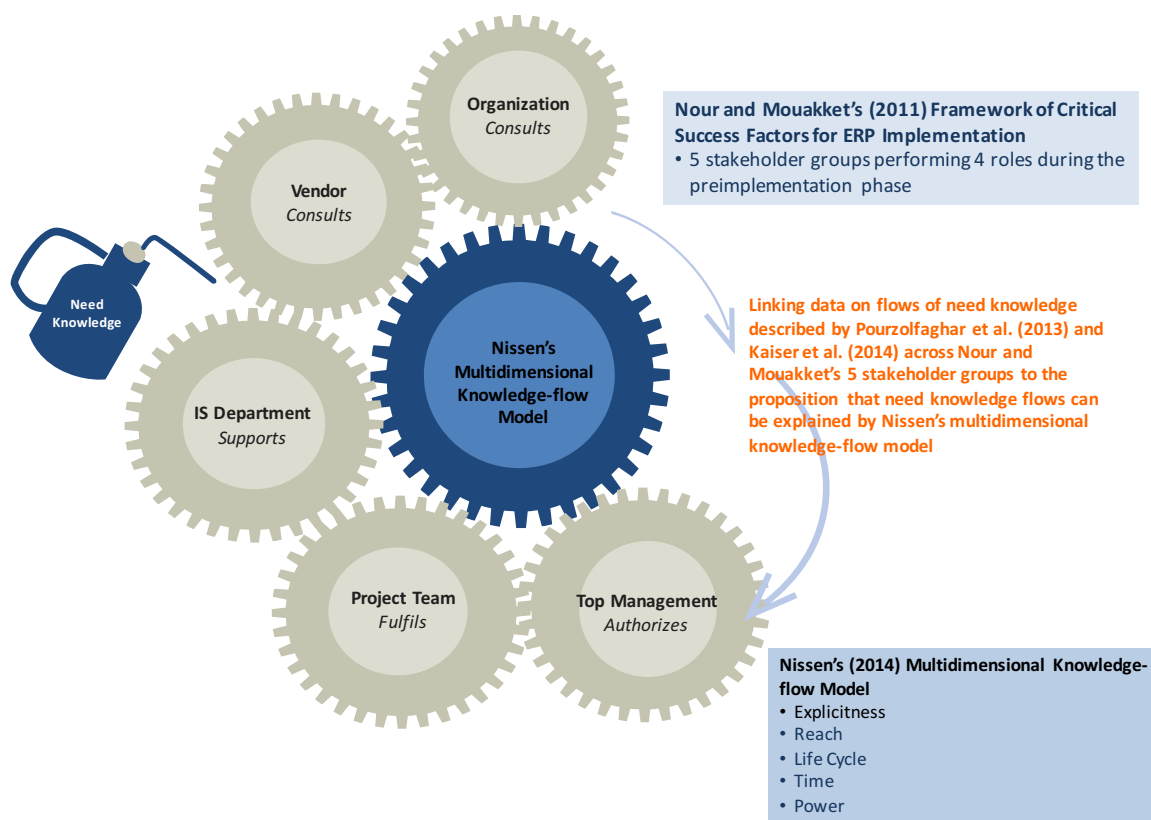 Organization
Consults
Vendor
Consults
Need
Knowledge
IS Department
Supports
Nissen's
Multidimensional
Knowledge-flow
Model
Project Team
Fulfils
Top Management
Authorizes
Nour and Mouakket's (2011) Framework of Critical
Success Factors for ERP Implementation
• 5 stakeholder groups performing 4 roles during the
preimplementation phase
Linking data on flows of need knowledge
described by Pourzolfaghar et al. (2013) and
Kaiser et al. (2014) across Nour and
Mouakket's 5 stakeholder groups to the
proposition that need knowledge flows can
be explained by Nissen's multidimensional
knowledge-flow model
Nissen's (2014) Multidimensional Knowledge-
flow Model
• Explicitness
• Reach
• Life Cycle
• Time
• Power